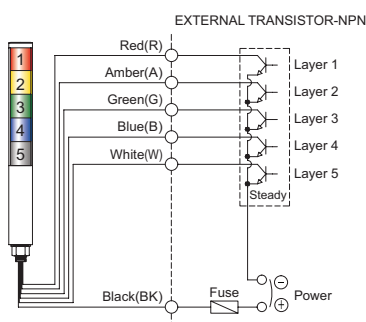 EXTERNAL TRANSISTOR-NPN
Red(R)
Amber(A)
Green(G)
Blue(B)
White(W)
Layer 1
Layer 2
Layer 3
Layer 4
Layer 5
Steady
1
2
3
4
5
Black(BK)
Fuse
−
+
Power